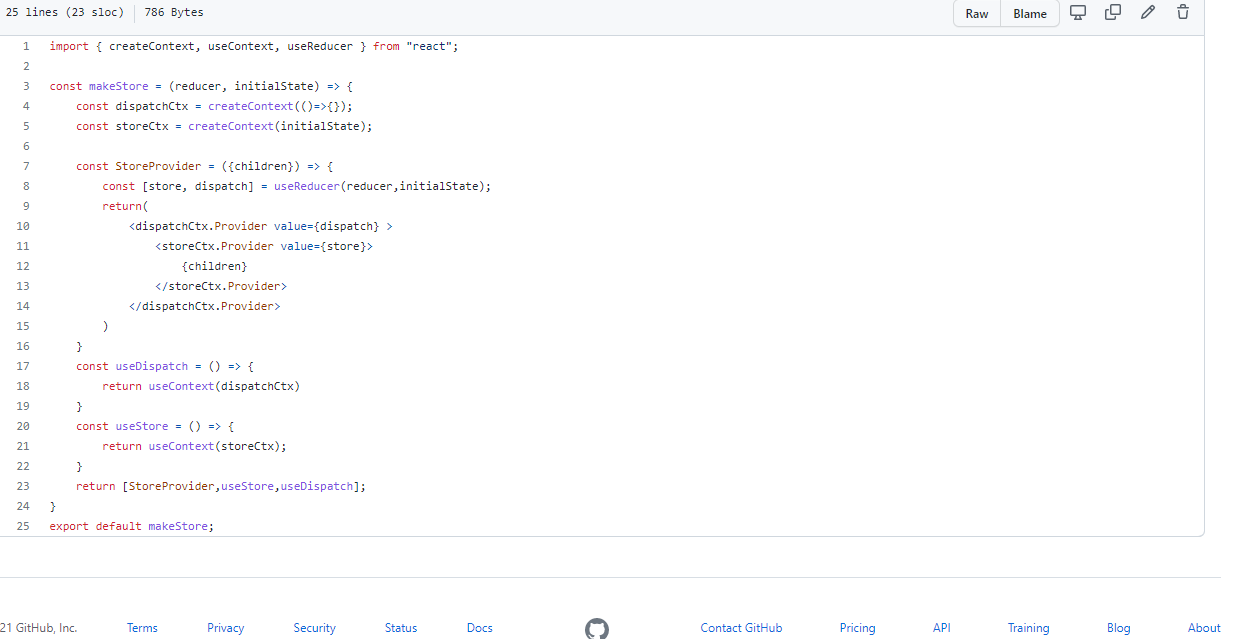 25 lines (23 sloc) 786 Bytes Raw Blame
1 import { createContext, useContext, useReducer } from "react";
2
3 const makeStore = (reducer, initialState) => {
4 const dispatchCtx = createContext(()=>{});
5 const storeCtx = createContext(initialState);
6
7 const StoreProvider = ({children}) => {
8 const [store, dispatch] = useReducer(reducer,initialState);
9 return(
10 <dispatchCtx.Provider value={dispatch} >
11 <storeCtx.Provider value={store}>
12 {children}
13 </storeCtx.Provider>
14 </dispatchCtx.Provider>
15 )
16 }
17 const useDispatch = () => {
18 return useContext(dispatchCtx)
19 }
20 const useStore = () => {
21 return useContext(storeCtx);
22 }
23 return [StoreProvider,useStore,useDispatch];
24 }
25 export default makeStore;
21 GitHub, Inc. Terms Privacy Security Status Docs Contact GitHub Pricing API Training Blog About